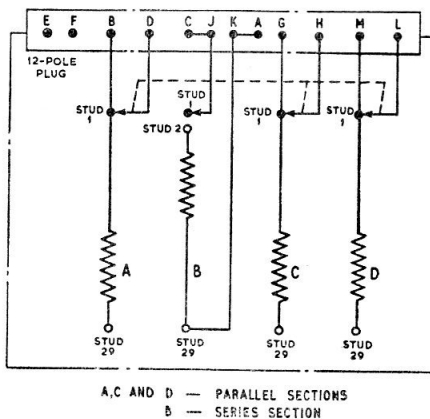 E F B D C J K A G H M L
12-POLE
PLUG
STUD
1
STUD
1
STUD 2
STUD
1
STUD
1
A
B
C
D
STUD
29
STUD
29
STUD
29
STUD
29
A,C AND D — PARALLEL SECTIONS
B — SERIES SECTION